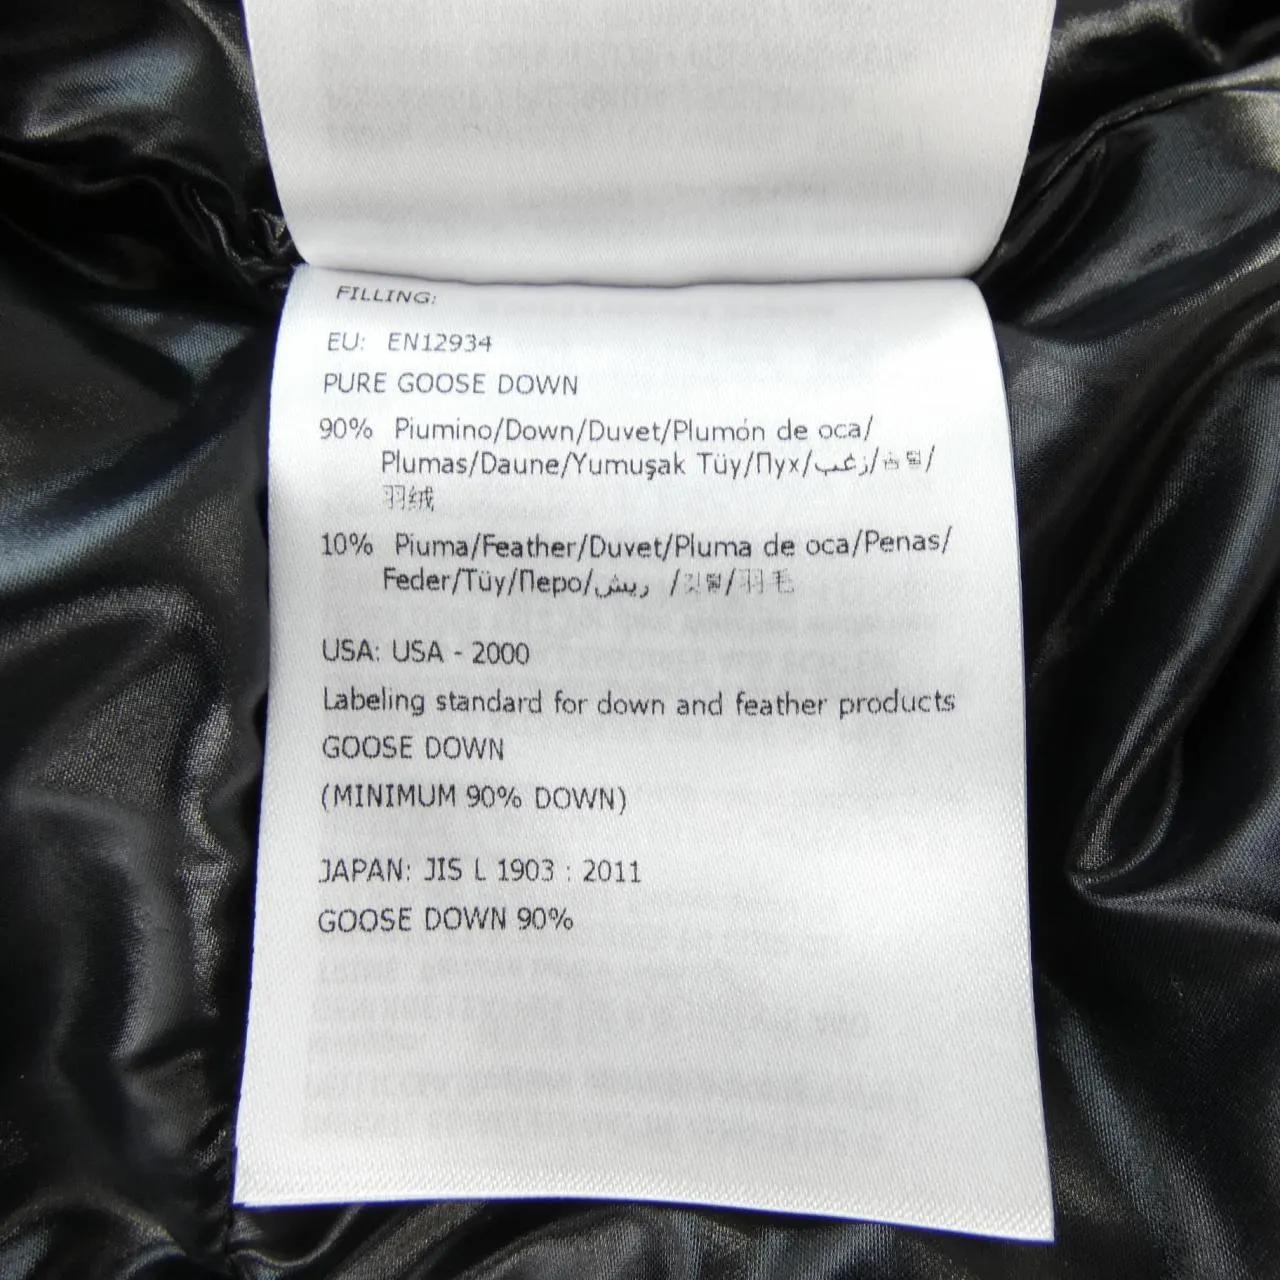 FILLING:
EU: EN12934
PURE GOOSE DOWN
90% Piumino/Down/Duvet/Plumón de oca/
Plumas/Daune/Yumuşak Tüy/Пух/زغب/솜털/
羽绒
10% Piuma/Feather/Duvet/Pluma de oca/Penas/
Feder/Tüy/Перо/ريش /깃털/羽毛
USA: USA - 2000
Labeling standard for down and feather products
GOOSE DOWN
(MINIMUM 90% DOWN)
JAPAN: JIS L 1903 : 2011
GOOSE DOWN 90%